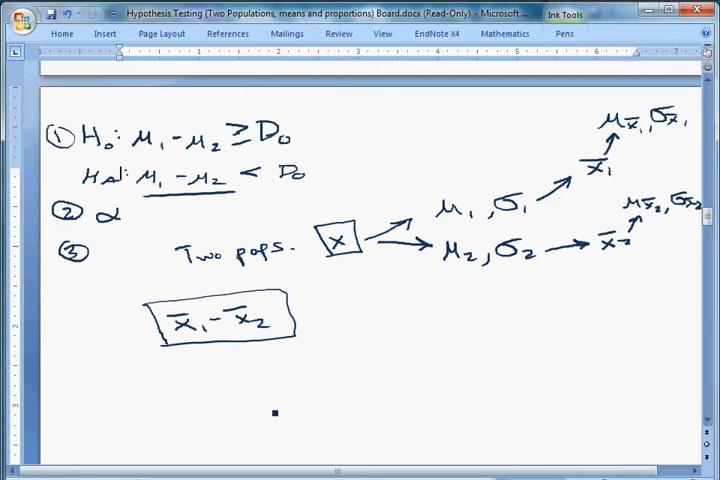 Hypothesis Testing (Two Populations, means and proportions) Board.docx (Read-Only) - Microsoft ...
Ink Tools
Home Insert Page Layout References Mailings Review View EndNote X4 Mathematics Pens
① H₀: μ₁ - μ₂ ≥ D₀
HA: μ₁ - μ₂ < D₀
② α
③ Two pops. x
μ₁, σ₁ x̄₁ μx̄₁, σx̄₁
μ₂, σ₂ x̄₂ μx̄₂, σx̄₂
x̄₁ - x̄₂